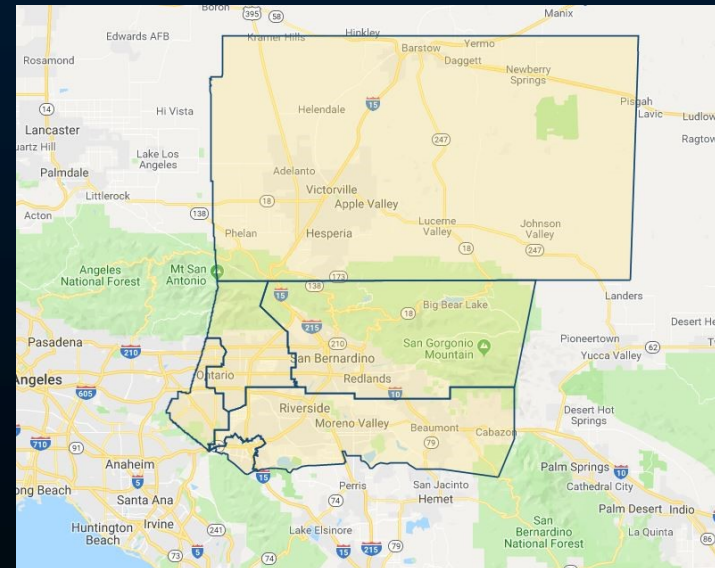 Boron
Manix
395
58
Edwards AFB
Kramer Hills
Hinkley
Yermo
Barstow
Rosamond
Daggett
Newberry
Springs
15
Pisgah
Lavic
Ludlow
14
Hi Vista
Helendale
Lancaster
247
Ragtow
uartz Hill
Lake Los
Angeles
Palmdale
Adelanto
Victorville
Littlerock
18
Apple Valley
Acton
138
Lucerne
Valley
Johnson
Valley
Phelan
Hesperia
18
247
Angeles
National Forest
Mt San
Antonio
173
138
15
Landers
Big Bear Lake
18
215
Pasadena
210
210
San Gorgonio
Mountain
Pioneertown
Desert He
62
Yucca Valley
San Bernardino
Angeles
Ontario
Redlands
605
10
Riverside
Desert Hot
Springs
Moreno Valley
Beaumont
Cabazon
710
91
79
Anaheim
5
15
Palm Springs
10
ong Beach
Perris
San Jacinto
Cathedral City
Santa Ana
74
Hemet
Palm Desert
Indio
Huntington
Beach
Irvine
241
Lake Elsinore
San
Bernardino
National Forest
La Quinta
86
73
5
74
15
215
79